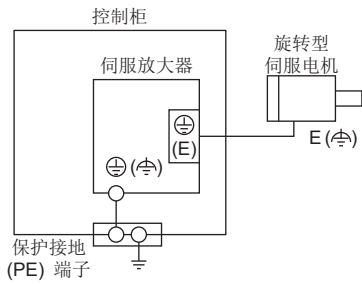 控制柜
伺服放大器
旋转型
伺服电机
(E)
E ( )
( )
保护接地
(PE) 端子